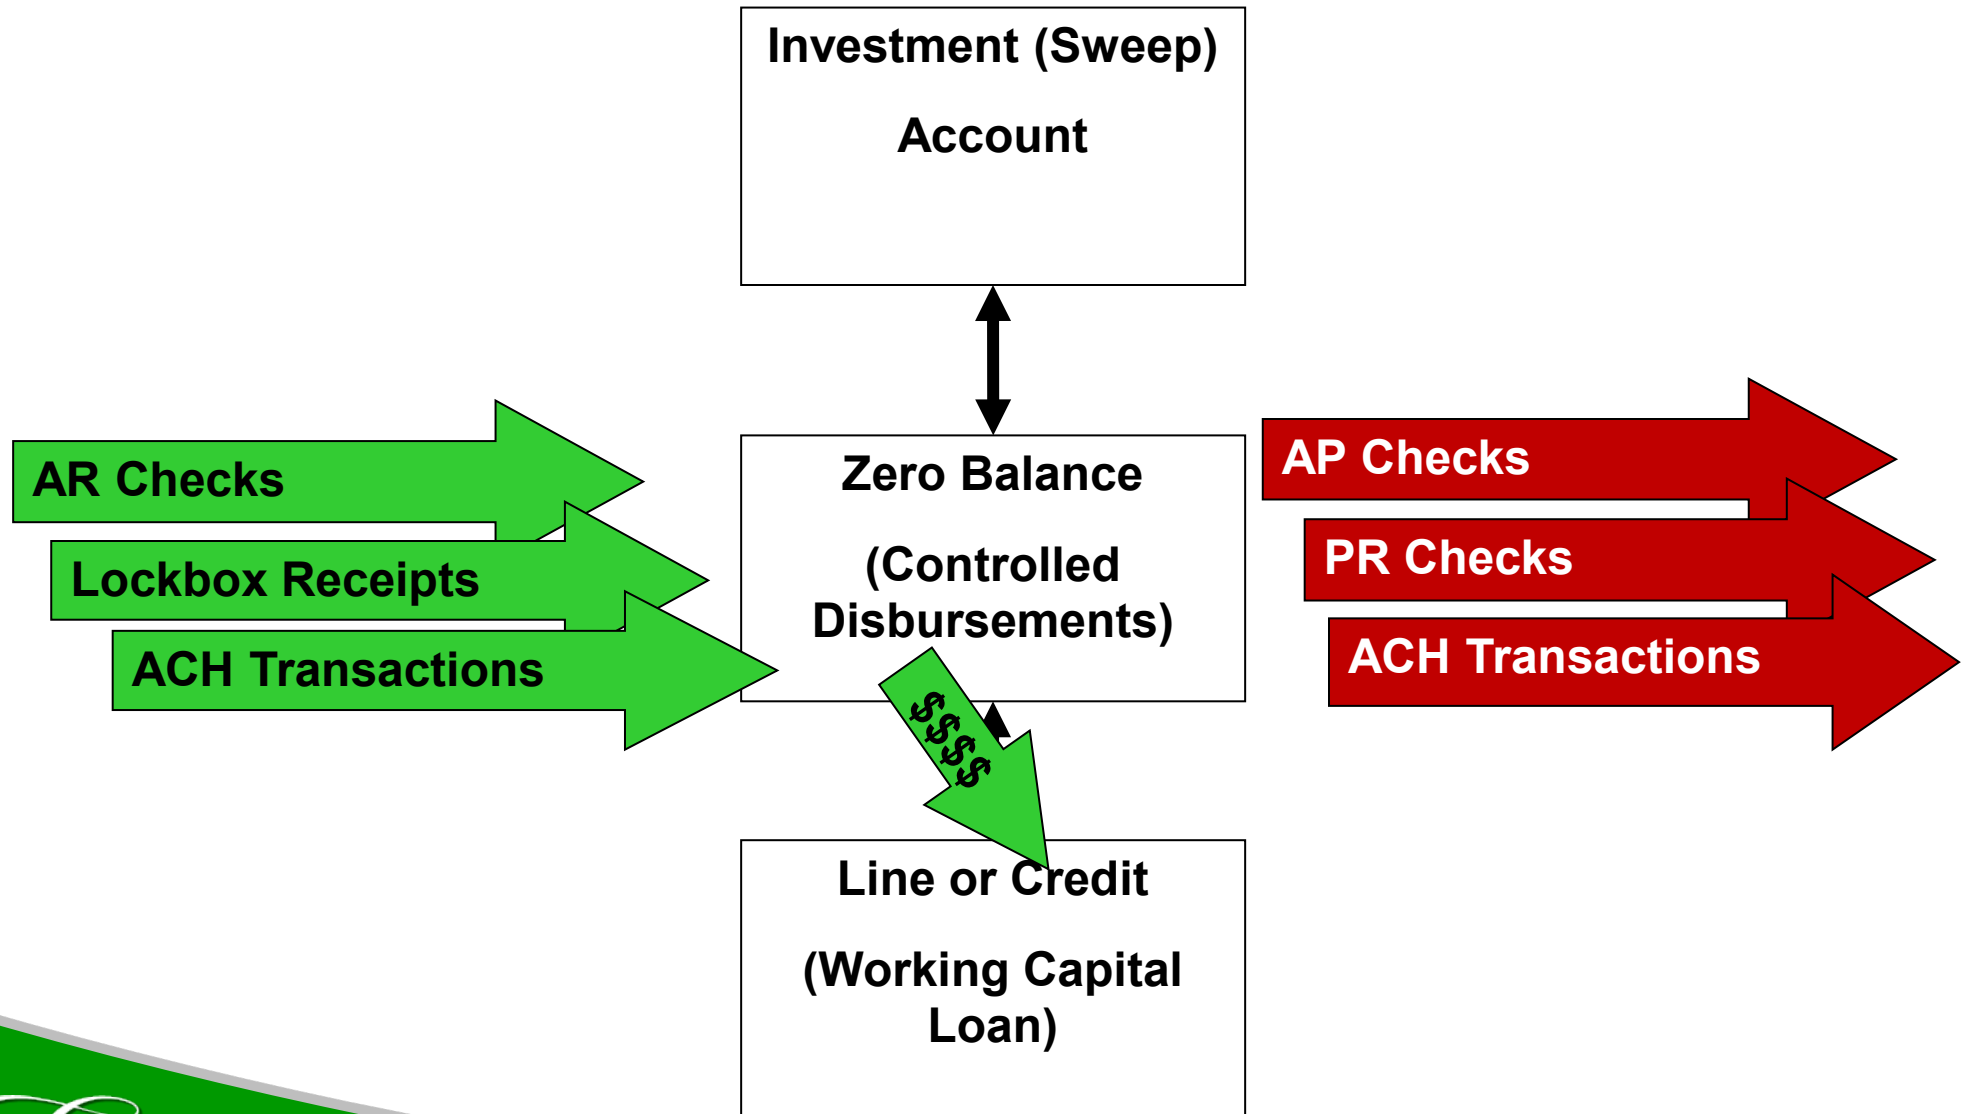 Investment (Sweep)
Account
AR Checks
Lockbox Receipts
ACH Transactions
Zero Balance
(Controlled
Disbursements)
$$$$
AP Checks
PR Checks
ACH Transactions
Line or Credit
(Working Capital
Loan)